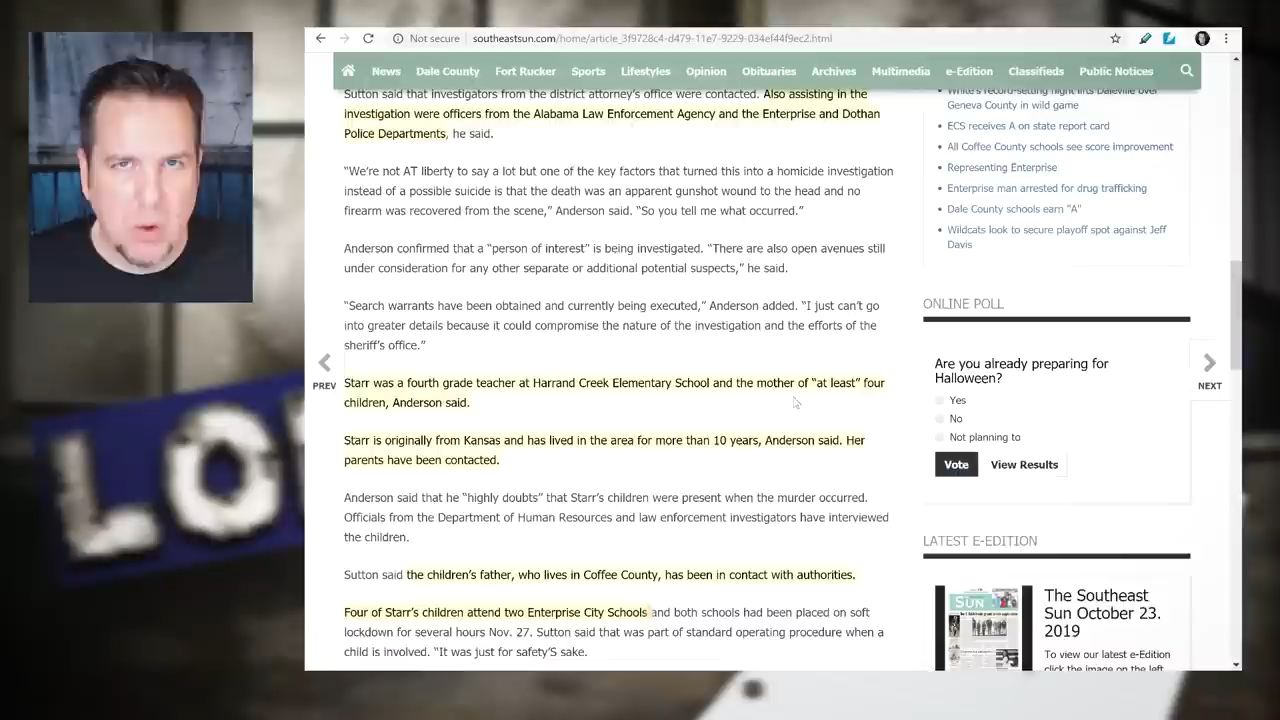 Not secure southeastsun.com/home/article_3f9728c4-d479-11e7-9229-034ef44f9ec2.html
News Dale County Fort Rucker Sports Lifestyles Opinion Obituaries Archives Multimedia e-Edition Classifieds Public Notices
Sutton said that investigators from the district attorney's office were contacted. Also assisting in the
investigation were officers from the Alabama Law Enforcement Agency and the Enterprise and Dothan
Police Departments, he said.
“We're not AT liberty to say a lot but one of the key factors that turned this into a homicide investigation
instead of a possible suicide is that the death was an apparent gunshot wound to the head and no
firearm was recovered from the scene,” Anderson said. “So you tell me what occurred.”
Anderson confirmed that a “person of interest” is being investigated. “There are also open avenues still
under consideration for any other separate or additional potential suspects,” he said.
“Search warrants have been obtained and currently being executed,” Anderson added. “I just can't go
into greater details because it could compromise the nature of the investigation and the efforts of the
sheriff's office.”
Starr was a fourth grade teacher at Harrand Creek Elementary School and the mother of “at least” four
children, Anderson said.
Starr is originally from Kansas and has lived in the area for more than 10 years, Anderson said. Her
parents have been contacted.
Anderson said that he “highly doubts” that Starr's children were present when the murder occurred.
Officials from the Department of Human Resources and law enforcement investigators have interviewed
the children.
Sutton said the children's father, who lives in Coffee County, has been in contact with authorities.
Four of Starr's children attend two Enterprise City Schools and both schools had been placed on soft
lockdown for several hours Nov. 27. Sutton said that was part of standard operating procedure when a
child is involved. “It was just for safety'S sake.
PREV
NEXT
White's record-setting night lifts Daleville over
Geneva County in wild game
ECS receives A on state report card
All Coffee County schools see score improvement
Representing Enterprise
Enterprise man arrested for drug trafficking
Dale County schools earn "A"
Wildcats look to secure playoff spot against Jeff
Davis
ONLINE POLL
Are you already preparing for
Halloween?
Yes
No
Not planning to
Vote View Results
LATEST E-EDITION
SUN
The Southeast
Sun October 23.
2019
To view our latest e-Edition
click the image on the left.
LO